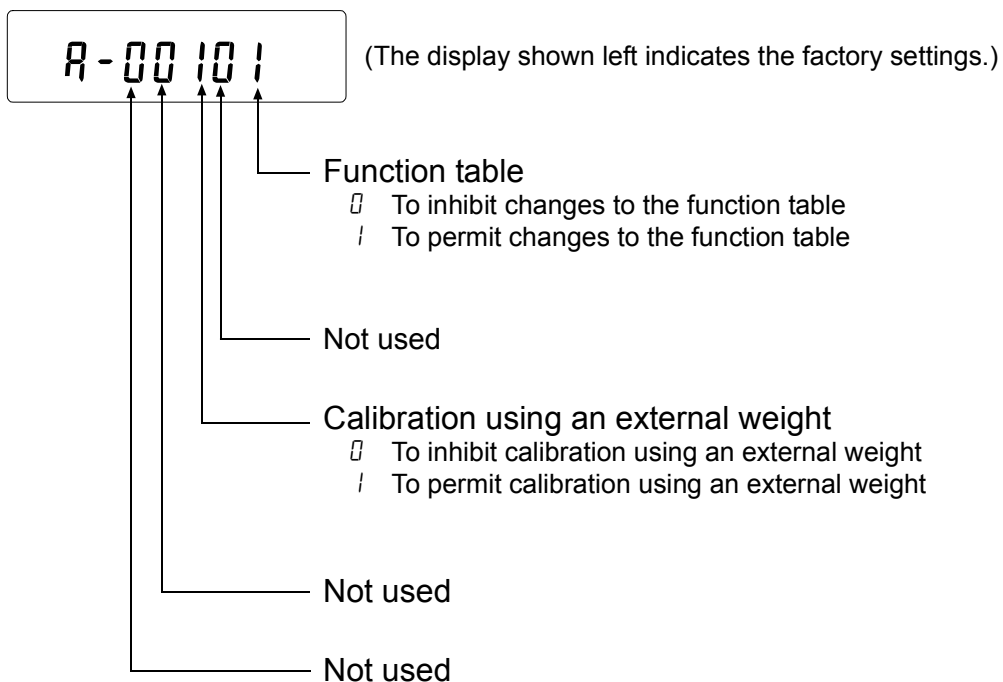 A-00101
(The display shown left indicates the factory settings.)
Function table
0 To inhibit changes to the function table
1 To permit changes to the function table
Not used
Calibration using an external weight
0 To inhibit calibration using an external weight
1 To permit calibration using an external weight
Not used
Not used